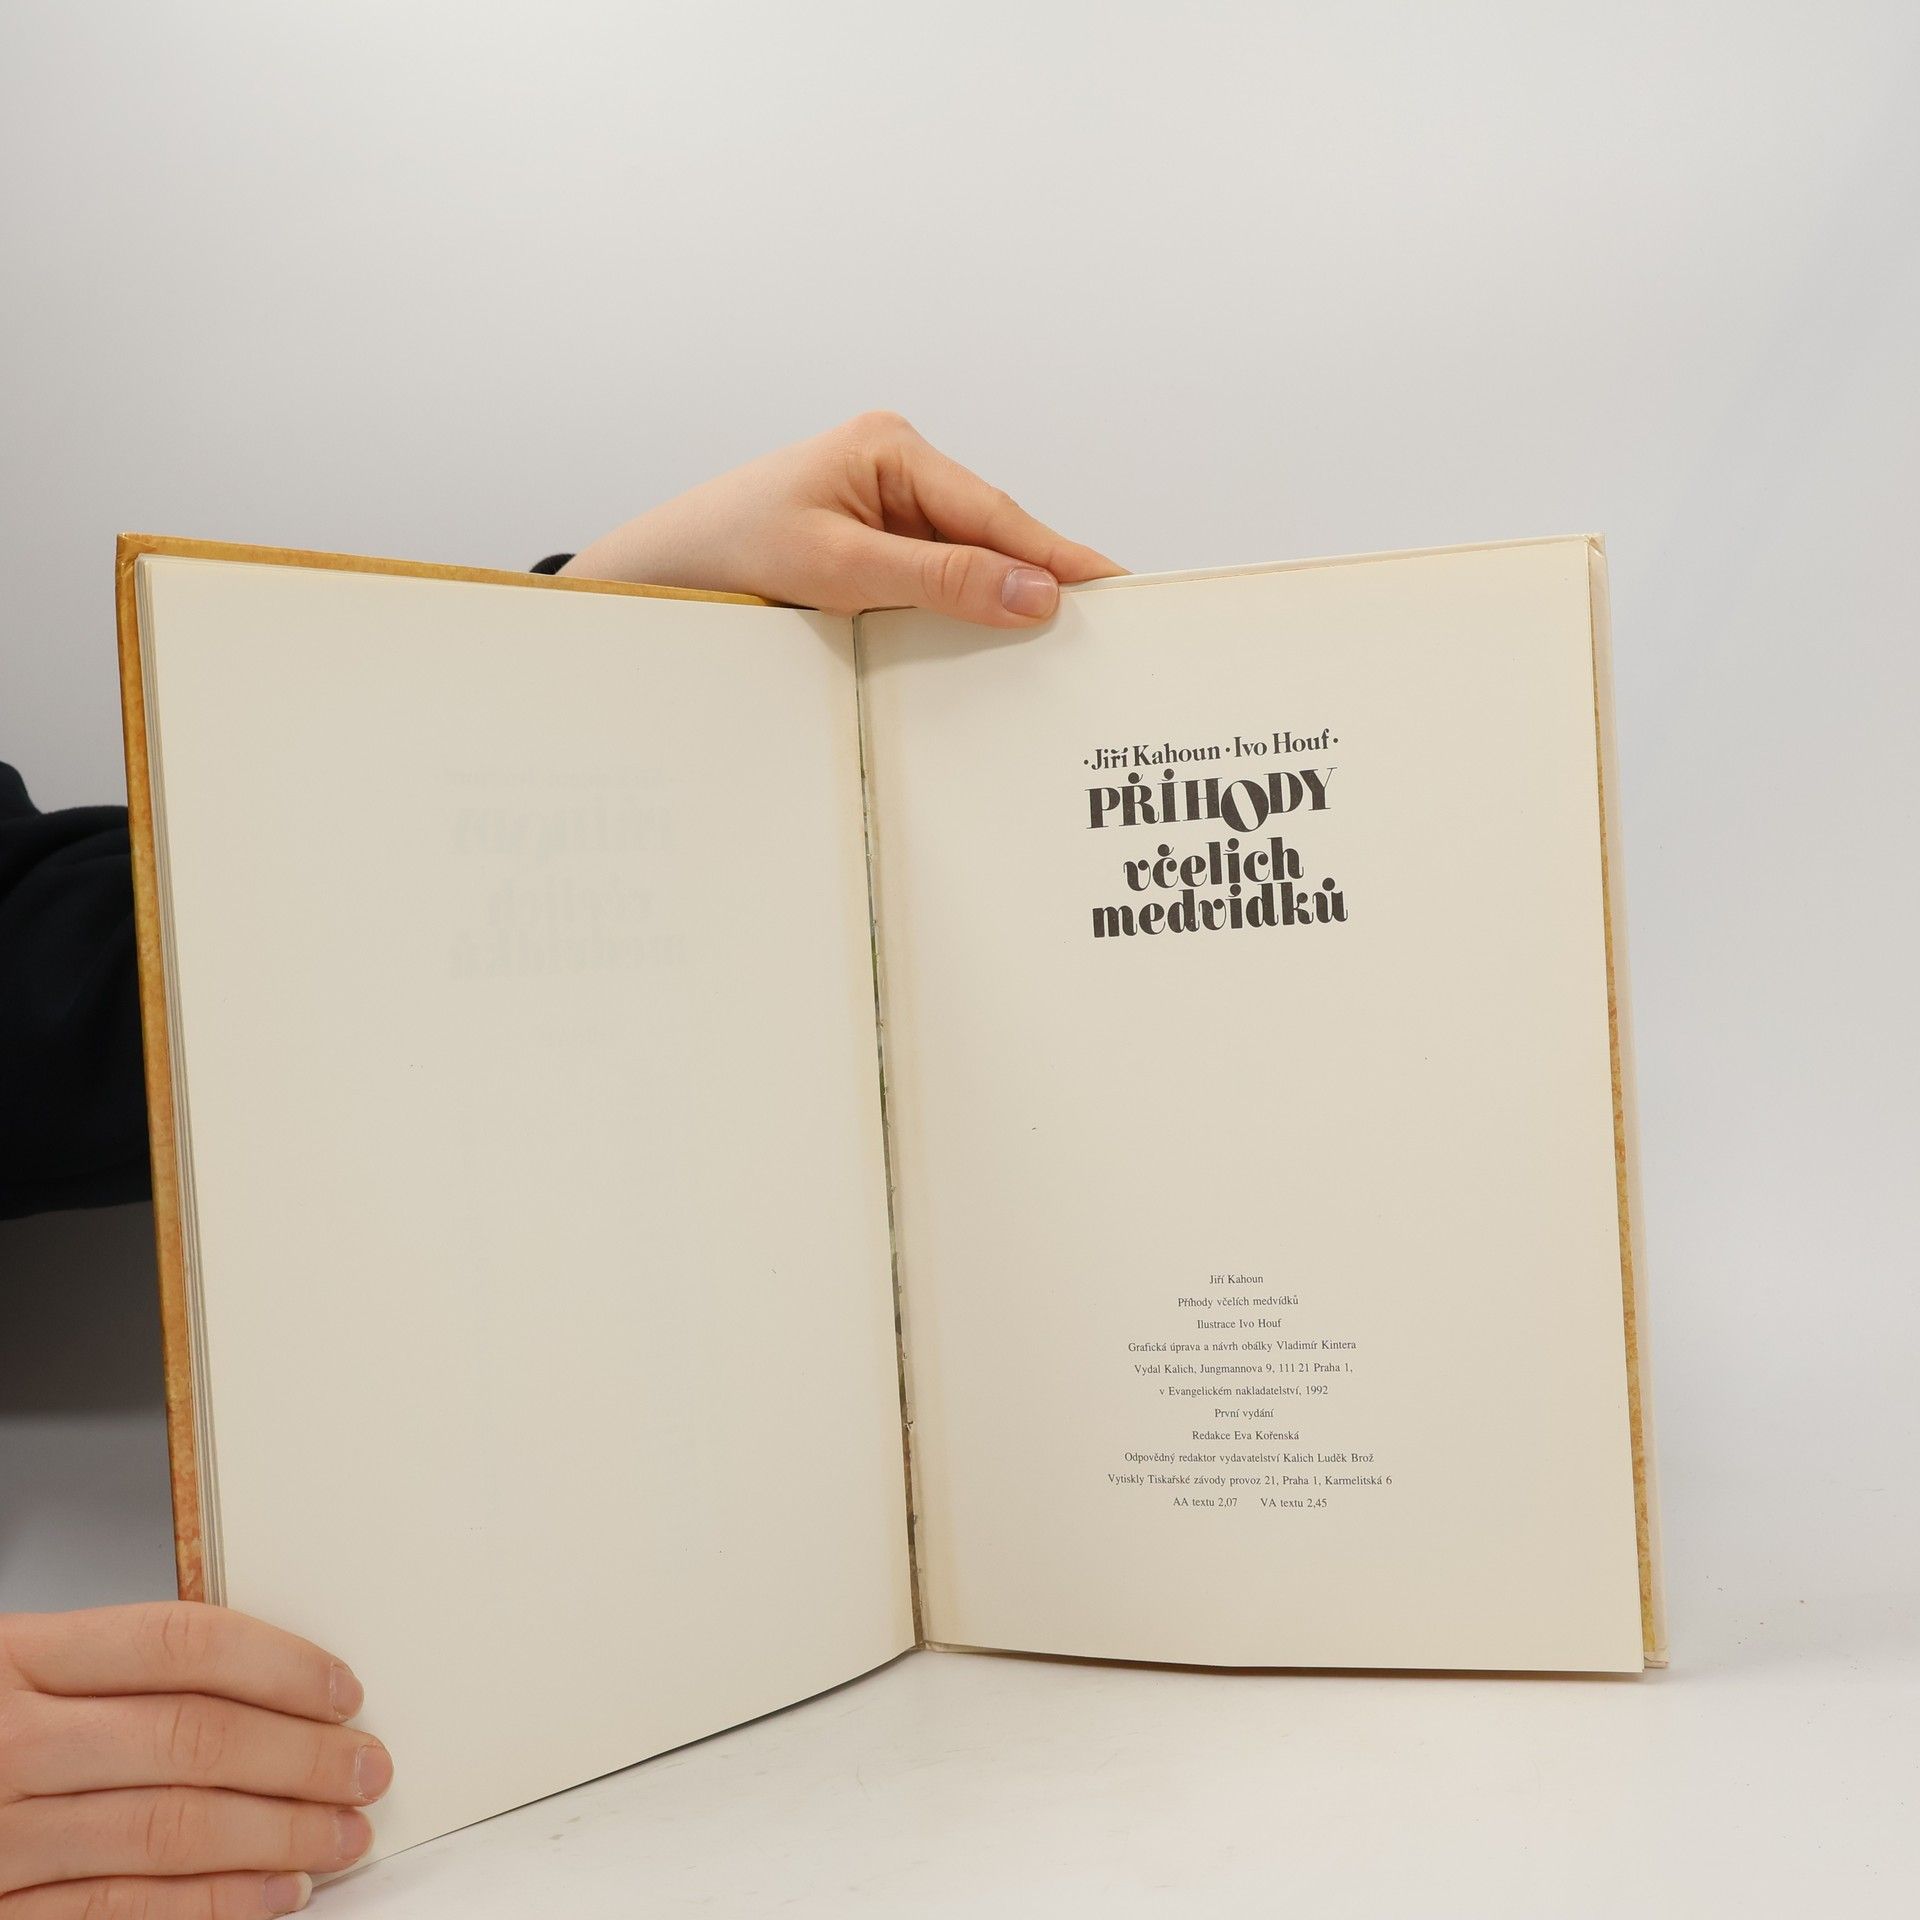 ·Jiří Kahoun·Ivo Houf·
PŘÍHODY
včelích
medvídků
Jiří Kahoun
Příhody včelích medvídků
Ilustrace Ivo Houf
Grafická úprava a návrh obálky Vladimír Kintera
Vydal Kalich, Jungmannova 9, 111 21 Praha 1,
v Evangelickém nakladatelství, 1992
První vydání
Redakce Eva Kořenská
Odpovědný redaktor vydavatelství Kalich Luděk Brož
Vytiskly Tiskařské závody provoz 21, Praha 1, Karmelitská 6
AA textu 2,07 VA textu 2,45